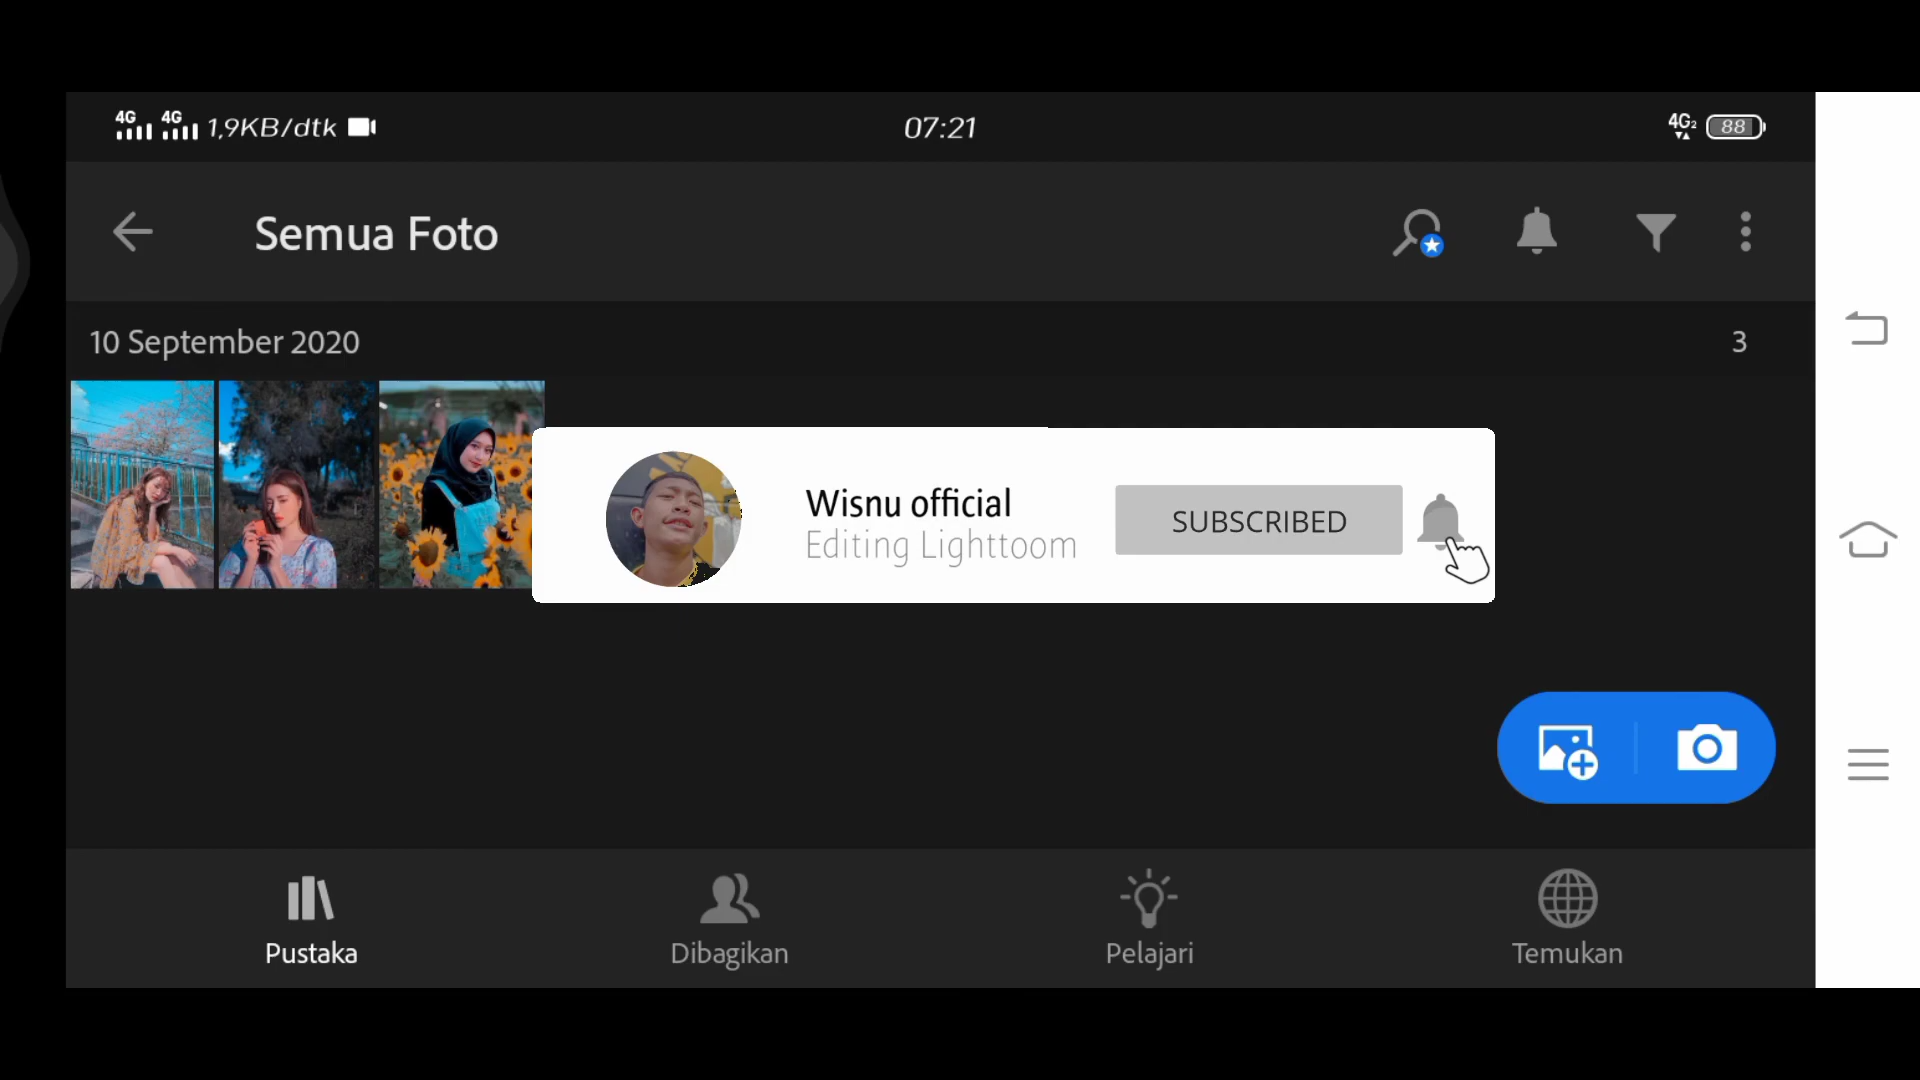 4G 4G 1,9KB/dtk
07:21
4G2 88
Semua Foto
10 September 2020
3
Wisnu official
Editing Lighttoom
SUBSCRIBED
Pustaka
Dibagikan
Pelajari
Temukan